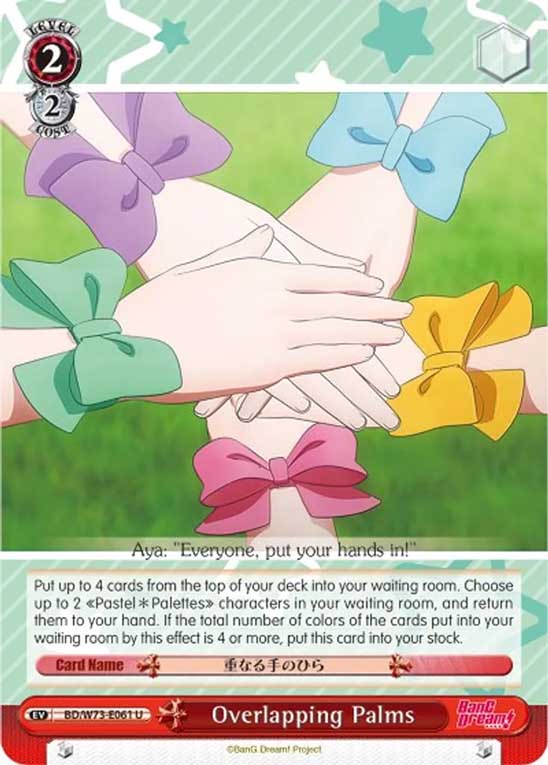 LEVEL
2
2
COST
Aya: "Everyone, put your hands in!"
Put up to 4 cards from the top of your deck into your waiting room. Choose
up to 2 ≪Pastel＊Palettes≫ characters in your waiting room, and return
them to your hand. If the total number of colors of the cards put into your
waiting room by this effect is 4 or more, put this card into your stock.
Card Name 重なる手のひら
EV BD/W73-E061 U Overlapping Palms BanG Dream!
©BanG Dream! Project